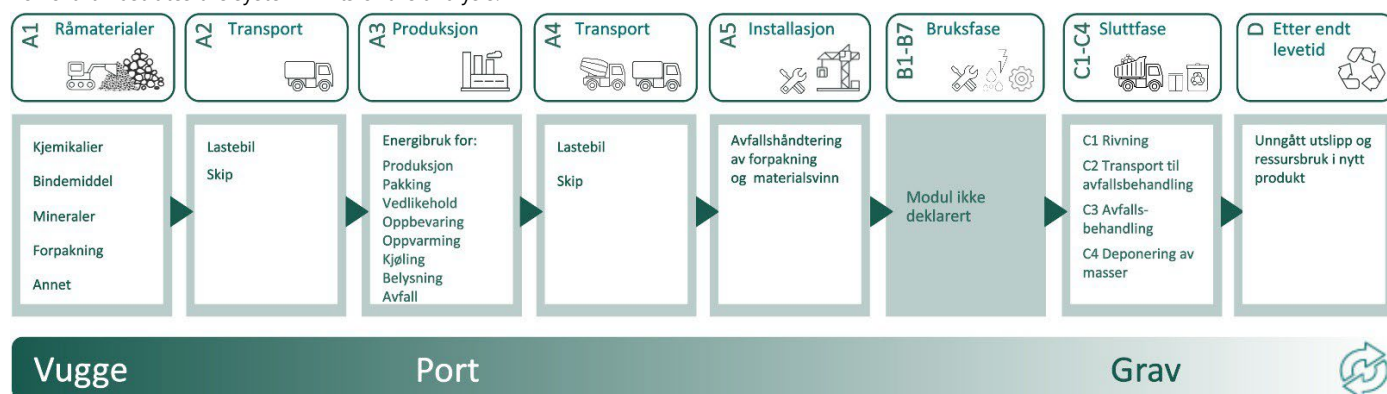 A1 Råmaterialer
A2 Transport
A3 Produksjon
A4 Transport
A5 Installasjon
B1-B7 Bruksfase
C1-C4 Sluttfase
D Etter endt
levetid
Kjemikalier
Bindemiddel
Mineraler
Forpakning
Annet
Lastebil
Skip
Energibruk for:
Produksjon
Pakking
Vedlikehold
Oppbevaring
Oppvarming
Kjøling
Belysning
Avfall
Lastebil
Skip
Avfallshåndtering
av forpakning
og materialsvinn
Modul ikke
deklarert
C1 Rivning
C2 Transport til
avfallsbehandling
C3 Avfalls-
behandling
C4 Deponering av
masser
Unngått utslipp og
ressursbruk i nytt
produkt
Vugge
Port
Grav